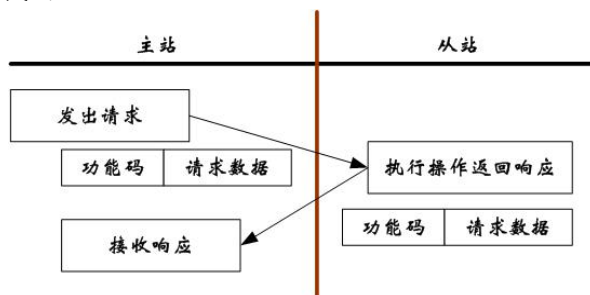 主站
从站
发出请求
功能码 请求数据
执行操作返回响应
功能码 请求数据
接收响应